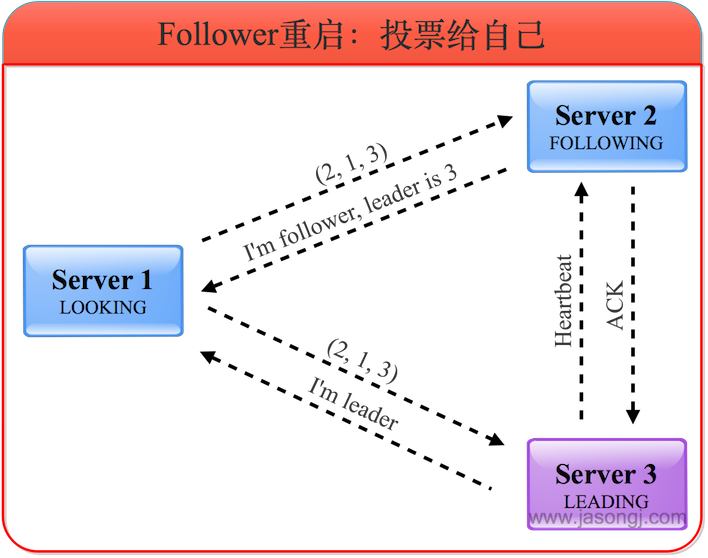 Follower重启：投票给自己
Server 2
FOLLOWING
(2, 1, 3)
I'm follower, leader is 3
Server 1
LOOKING
Heartbeat
ACK
(2, 1, 3)
I'm leader
Server 3
LEADING
www.jasongj.com